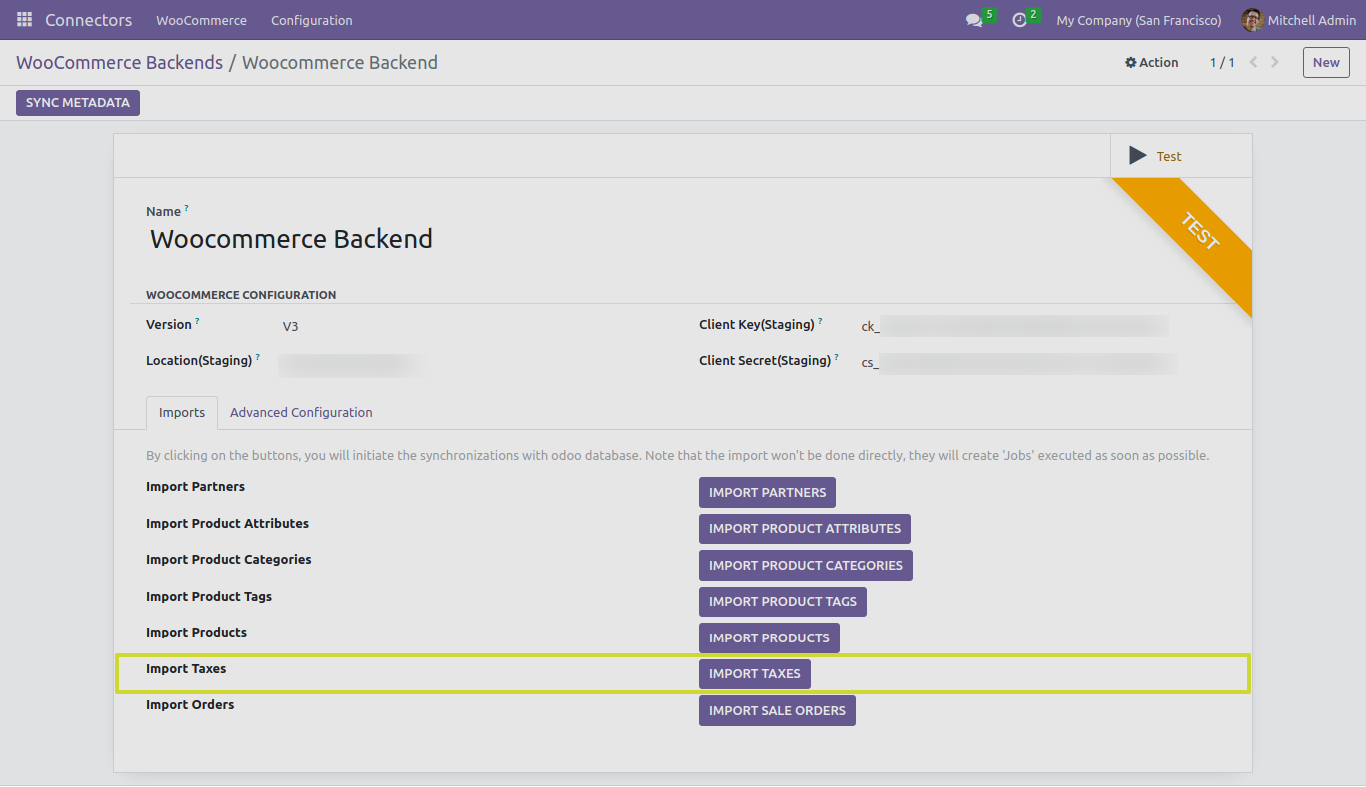 Connectors WooCommerce Configuration 5 2 My Company (San Francisco) Mitchell Admin
WooCommerce Backends / Woocommerce Backend Action 1 / 1 New
SYNC METADATA
Test
TEST
Name ?
Woocommerce Backend
WOOCOMMERCE CONFIGURATION
Version ? V3 Client Key(Staging) ? ck_
Location(Staging) ? Client Secret(Staging) ? cs_
Imports Advanced Configuration
By clicking on the buttons, you will initiate the synchronizations with odoo database. Note that the import won't be done directly, they will create 'Jobs' executed as soon as possible.
Import Partners IMPORT PARTNERS
Import Product Attributes IMPORT PRODUCT ATTRIBUTES
Import Product Categories IMPORT PRODUCT CATEGORIES
Import Product Tags IMPORT PRODUCT TAGS
Import Products IMPORT PRODUCTS
Import Taxes IMPORT TAXES
Import Orders IMPORT SALE ORDERS